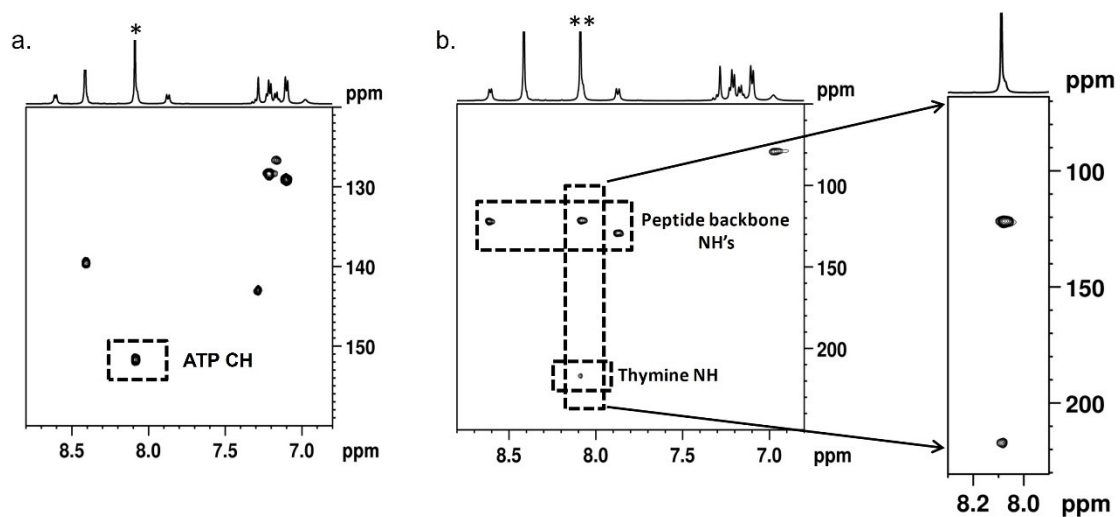 a.
*
ppm
130
140
150
ATP CH
8.5
8.0
7.5
7.0
ppm
b.
**
ppm
100
150
200
Peptide backbone
NH's
Thymine NH
8.5
8.0
7.5
7.0
ppm
ppm
100
150
200
8.2 8.0 ppm